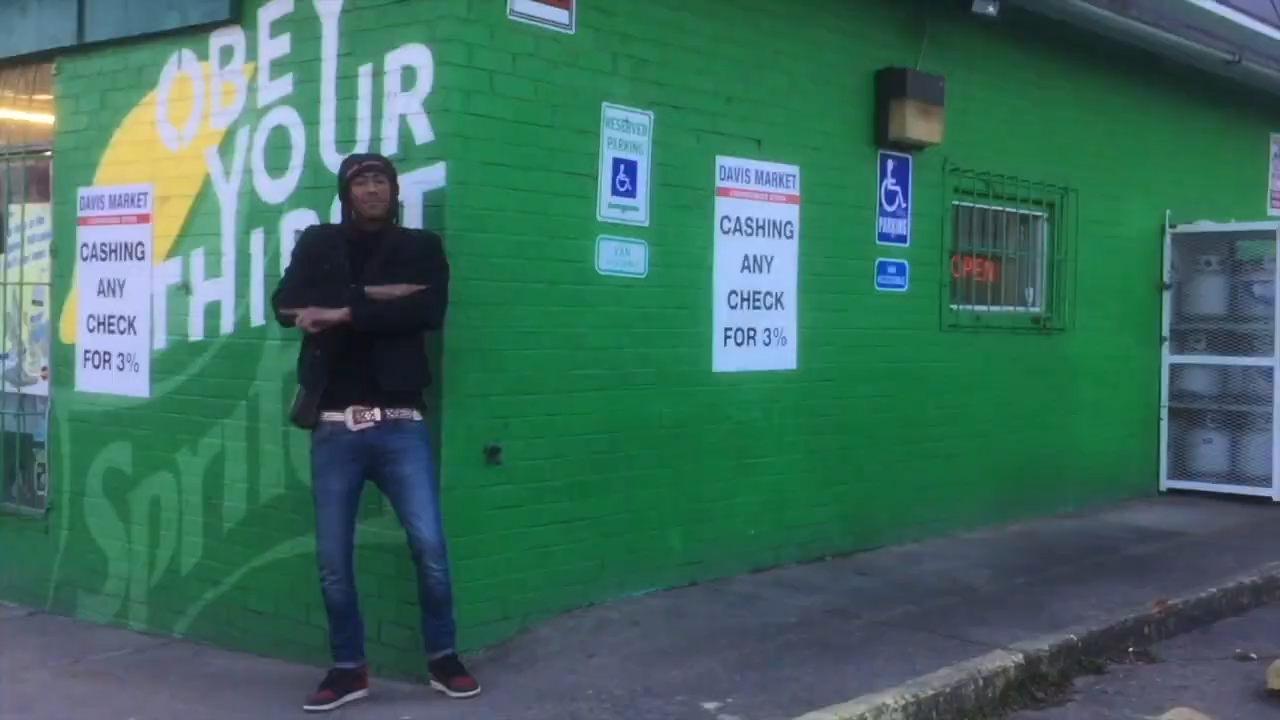 OBEY
YOUR
DAVIS MARKET
CASHING
ANY
CHECK
FOR 3%
Sprite
RESERVED
PARKING
DAVIS MARKET
CASHING
ANY
CHECK
FOR 3%
PARKING
OPEN